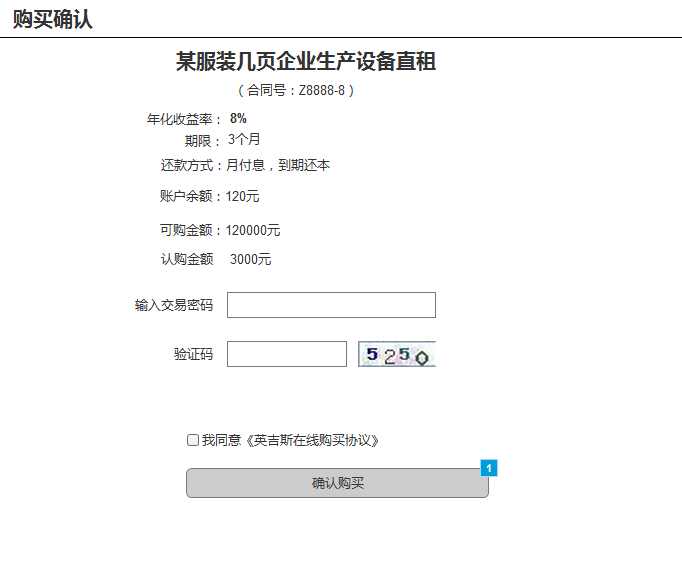 购买确认
某服装几页企业生产设备直租
（合同号：Z8888-8）
年化收益率： 8%
期限： 3个月
还款方式：月付息，到期还本
账户余额：120元
可购金额：120000元
认购金额 3000元
输入交易密码
验证码 5250
我同意《英吉斯在线购买协议》
1
确认购买